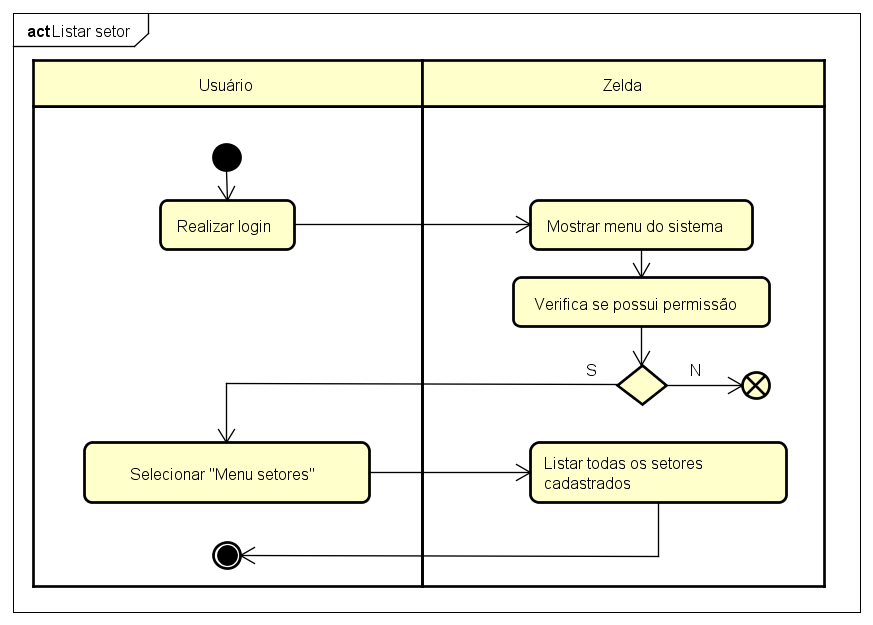 act Listar setor
Usuário
Zelda
Realizar login
Mostrar menu do sistema
Verifica se possui permissão
S
N
Selecionar "Menu setores"
Listar todas os setores
cadastrados